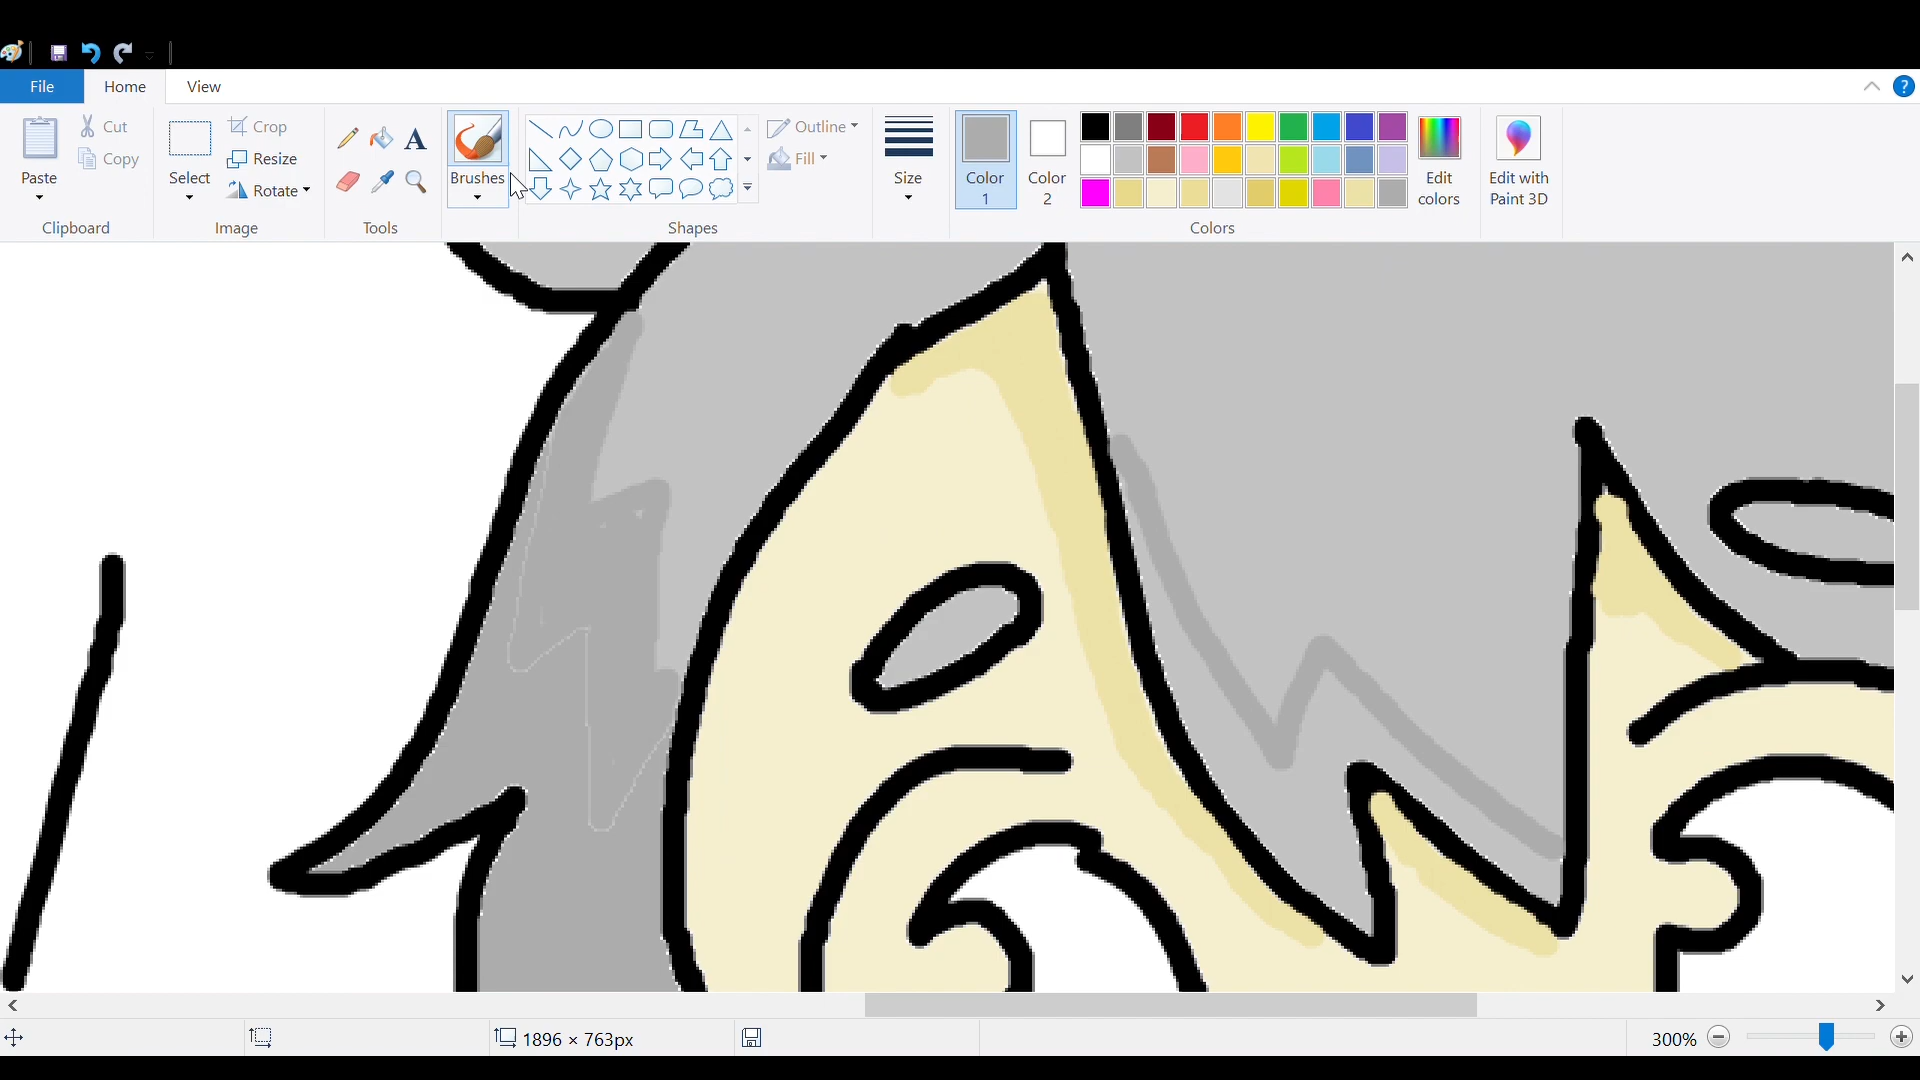 File Home View ?
Cut Crop Outline
Copy Resize Fill
Paste Select Rotate Brushes Size Color 1 Color 2 Edit colors Edit with Paint 3D
Clipboard Image Tools Shapes Colors
1896 × 763px 300%